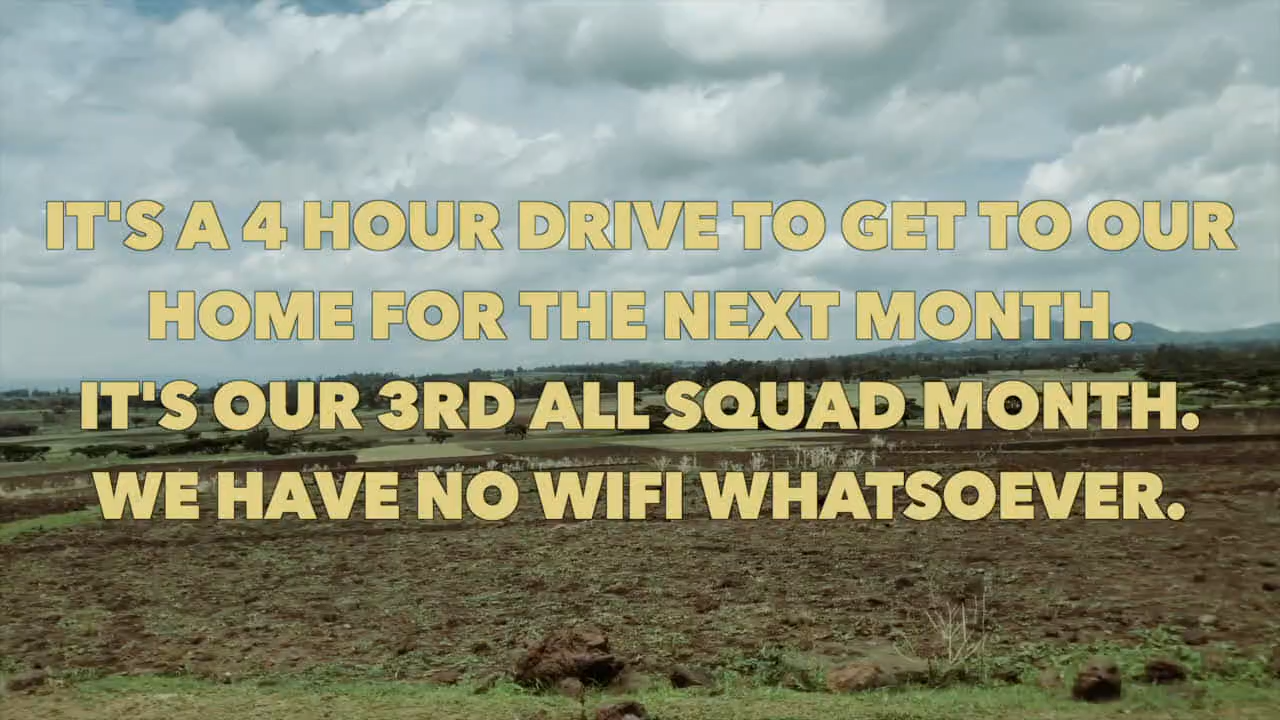 IT'S A 4 HOUR DRIVE TO GET TO OUR
HOME FOR THE NEXT MONTH.
IT'S OUR 3RD ALL SQUAD MONTH.
WE HAVE NO WIFI WHATSOEVER.